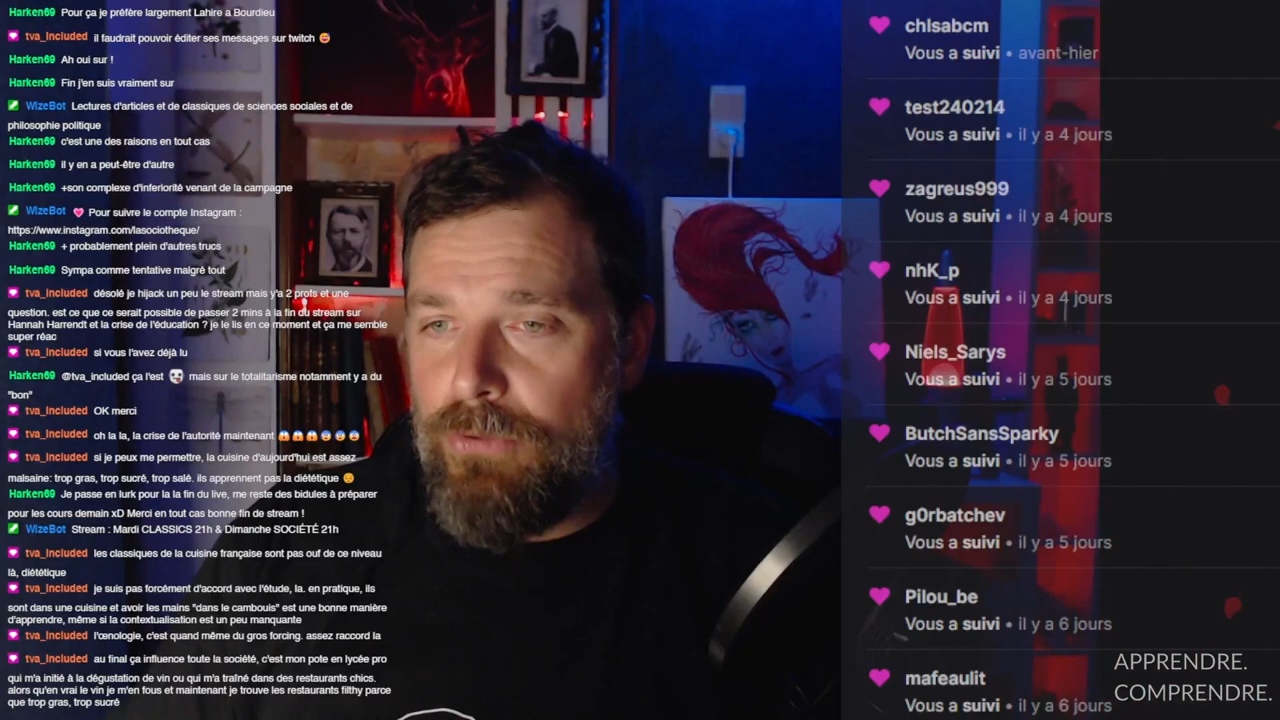 Harken69 Pour ça je préfère largement Lahire a Bourdieu
tva_included il faudrait pouvoir éditer ses messages sur twitch 😅
Harken69 Ah oui sur !
Harken69 Fin j'en suis vraiment sur
WizeBot Lectures d'articles et de classiques de sciences sociales et de
philosophie politique
Harken69 c'est une des raisons en tout cas
Harken69 il y en a peut-être d'autre
Harken69 +son complexe d'inferiorité venant de la campagne
WizeBot 💗 Pour suivre le compte Instagram :
https://www.instagram.com/lasociotheque/
Harken69 + probablement plein d'autres trucs
Harken69 Sympa comme tentative malgré tout
tva_included désolé je hijack un peu le stream mais y'a 2 profs et une
question. est ce que ce serait possible de passer 2 mins à la fin du stream sur
Hannah Harrendt et la crise de l'éducation ? je le lis en ce moment et ça me semble
super réac
tva_included si vous l'avez déjà lu
Harken69 @tva_included ça l'est 🤡 mais sur le totalitarisme notamment y a du
"bon"
tva_included OK merci
tva_included oh la la, la crise de l'autorité maintenant 😱😱😱😨😨😨
tva_included si je peux me permettre, la cuisine d'aujourd'hui est assez
malsaine: trop gras, trop sucré, trop salé. ils apprennent pas la diététique
Harken69 Je passe en lurk pour la la fin du live, me reste des bidules à préparer
pour les cours demain xD Merci en tout cas bonne fin de stream !
WizeBot Stream : Mardi CLASSICS 21h & Dimanche SOCIÉTÉ 21h
tva_included les classiques de la cuisine française sont pas ouf de ce niveau
là, diététique
tva_included je suis pas forcément d'accord avec l'étude, la. en pratique, ils
sont dans une cuisine et avoir les mains "dans le cambouis" est une bonne manière
d'apprendre, même si la contextualisation est un peu manquante
tva_included l'œnologie, c'est quand même du gros forcing. assez raccord la
tva_included au final ça influence toute la société, c'est mon pote en lycée pro
qui m'a initié à la dégustation de vin ou qui m'a traîné dans des restaurants chics.
alors qu'en vrai le vin je m'en fous et maintenant je trouve les restaurants filthy parce
que trop gras, trop sucré
chlsabcm
Vous a suivi • avant-hier
test240214
Vous a suivi • il y a 4 jours
zagreus999
Vous a suivi • il y a 4 jours
nhK_p
Vous a suivi • il y a 4 jours
Niels_Sarys
Vous a suivi • il y a 5 jours
ButchSansSparky
Vous a suivi • il y a 5 jours
g0rbatchev
Vous a suivi • il y a 5 jours
Pilou_be
Vous a suivi • il y a 6 jours
mafeaulit
Vous a suivi • il y a 6 jours
APPRENDRE.
COMPRENDRE.